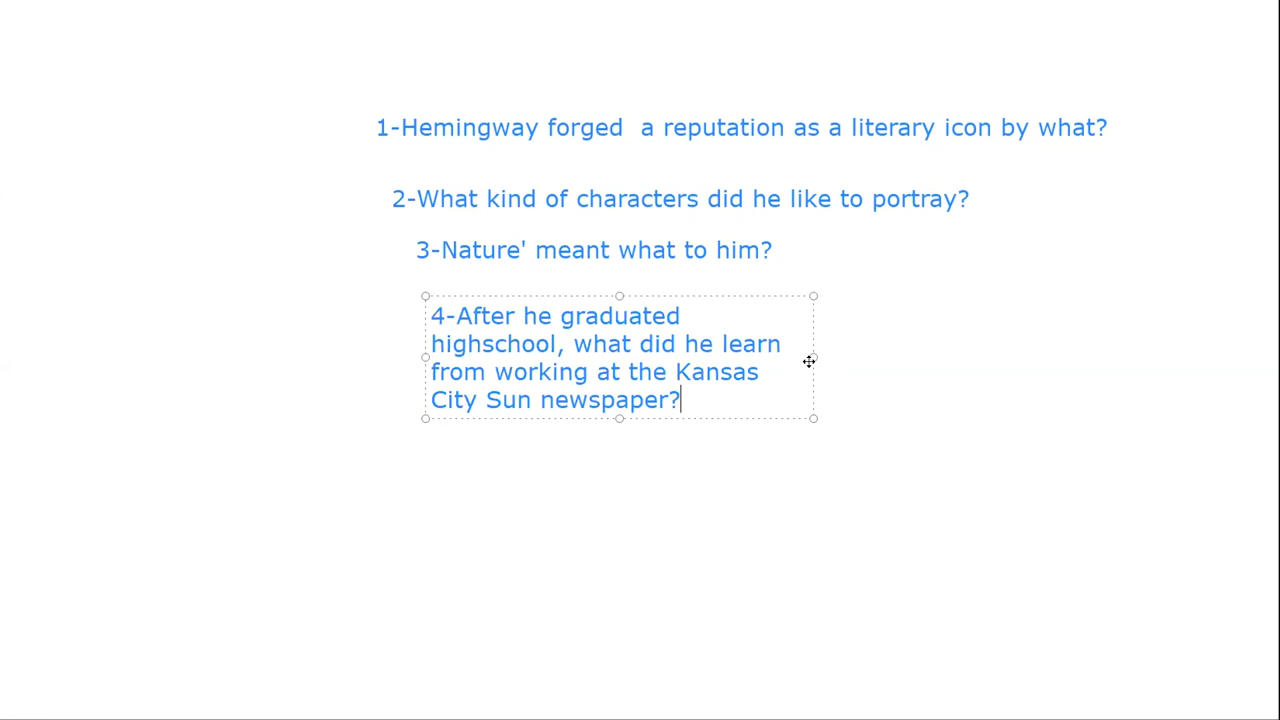 1-Hemingway forged  a reputation as a literary icon by what?
2-What kind of characters did he like to portray?
3-Nature' meant what to him?
4-After he graduated
highschool, what did he learn
from working at the Kansas
City Sun newspaper?